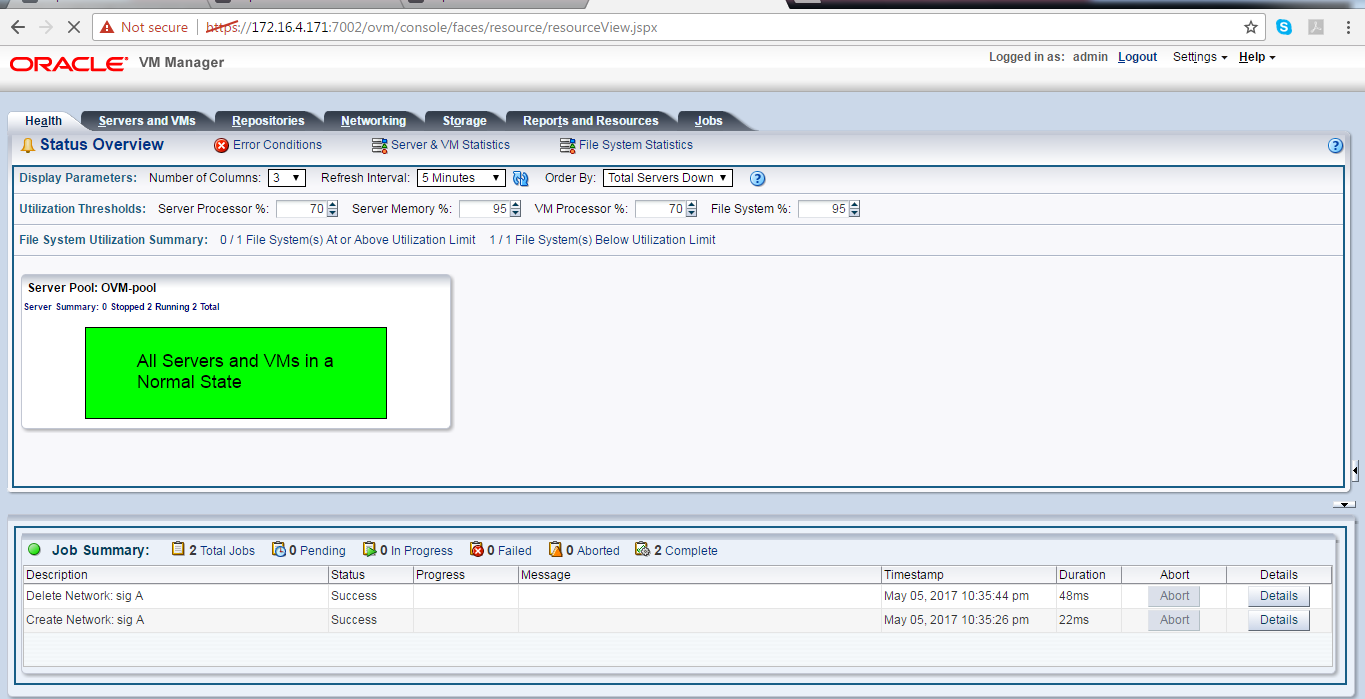 Not secure https://172.16.4.171:7002/ovm/console/faces/resource/resourceView.jspx
ORACLE VM Manager
Logged in as: admin Logout Settings Help
Health Servers and VMs Repositories Networking Storage Reports and Resources Jobs
Status Overview Error Conditions Server & VM Statistics File System Statistics
Display Parameters: Number of Columns: 3 Refresh Interval: 5 Minutes Order By: Total Servers Down
Utilization Thresholds: Server Processor %: 70 Server Memory %: 95 VM Processor %: 70 File System %: 95
File System Utilization Summary: 0 / 1 File System(s) At or Above Utilization Limit 1 / 1 File System(s) Below Utilization Limit
Server Pool: OVM-pool
Server Summary: 0 Stopped 2 Running 2 Total
All Servers and VMs in a
Normal State
Job Summary: 2 Total Jobs 0 Pending 0 In Progress 0 Failed 0 Aborted 2 Complete
Description Status Progress Message Timestamp Duration Abort Details
Delete Network: sig A Success May 05, 2017 10:35:44 pm 48ms Abort Details
Create Network: sig A Success May 05, 2017 10:35:26 pm 22ms Abort Details